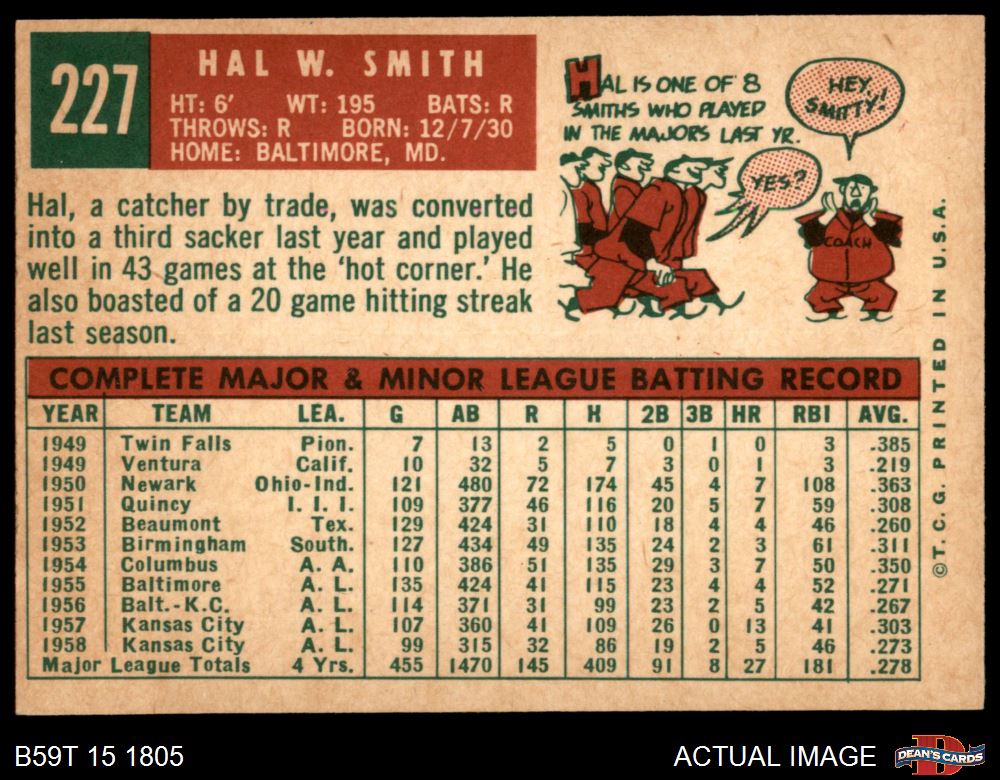 227
HAL W. SMITH
HT: 6' WT: 195 BATS: R
THROWS: R BORN: 12/7/30
HOME: BALTIMORE, MD.
HAL IS ONE OF 8
SMITHS WHO PLAYED
IN THE MAJORS LAST YR.
HEY,
SMITTY!
YES?
COACH
Hal, a catcher by trade, was converted
into a third sacker last year and played
well in 43 games at the 'hot corner.' He
also boasted of a 20 game hitting streak
last season.
COMPLETE MAJOR & MINOR LEAGUE BATTING RECORD
YEAR TEAM LEA. G AB R H 2B 3B HR RBI AVG.
1949 Twin Falls Pion. 7 13 2 5 0 1 0 3 .385
1949 Ventura Calif. 10 32 5 7 3 0 1 3 .219
1950 Newark Ohio-Ind. 121 480 72 174 45 4 7 108 .363
1951 Quincy I. I. I. 109 377 46 116 20 5 7 59 .308
1952 Beaumont Tex. 129 424 31 110 18 4 4 46 .260
1953 Birmingham South. 127 434 49 135 24 2 3 61 .311
1954 Columbus A. A. 110 386 51 135 29 3 7 50 .350
1955 Baltimore A. L. 135 424 41 115 23 4 4 52 .271
1956 Balt.-K.C. A. L. 114 371 31 99 23 2 5 42 .267
1957 Kansas City A. L. 107 360 41 109 26 0 13 41 .303
1958 Kansas City A. L. 99 315 32 86 19 2 5 46 .273
Major League Totals 4 Yrs. 455 1470 145 409 91 8 27 181 .278
©T. C. G. PRINTED IN U.S.A.
B59T 15 1805
ACTUAL IMAGE
DEAN'S CARDS